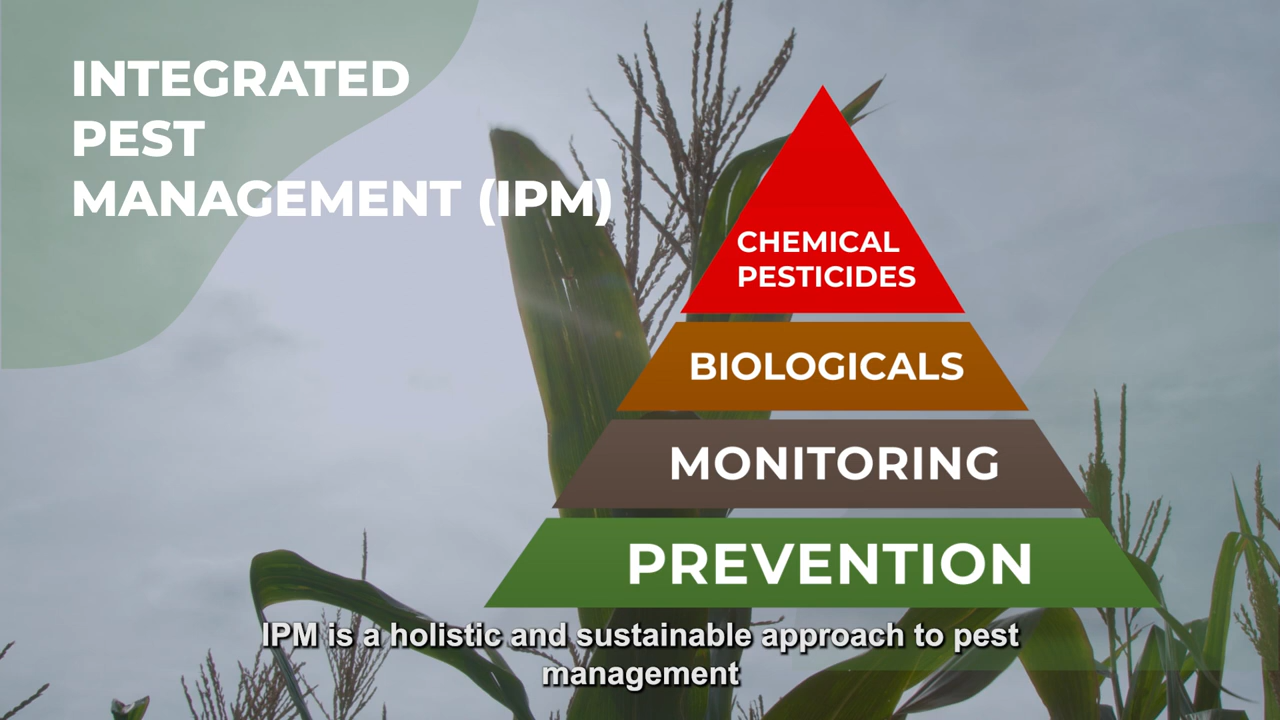 INTEGRATED
PEST
MANAGEMENT (IPM)
CHEMICAL
PESTICIDES
BIOLOGICALS
MONITORING
PREVENTION
IPM is a holistic and sustainable approach to pest
management